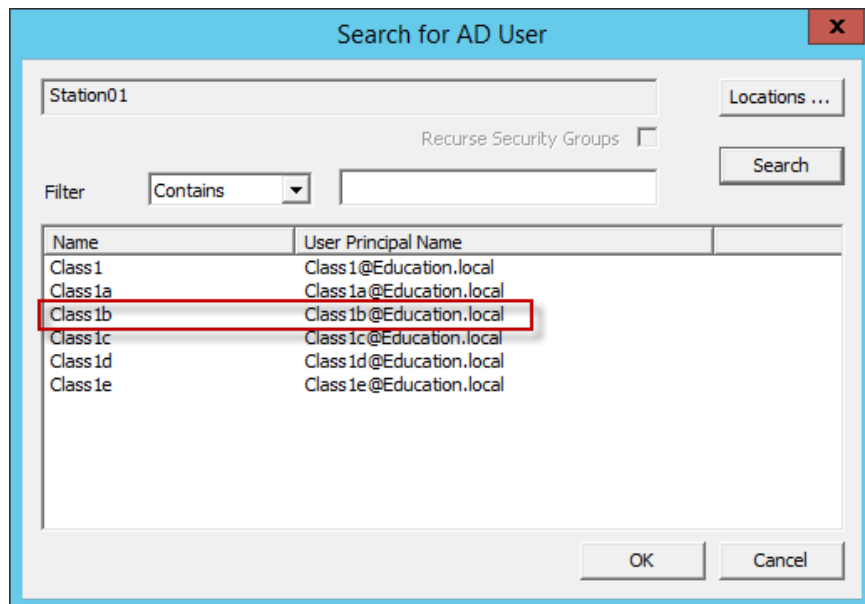 Search for AD User
x
Station01
Locations ...
Recurse Security Groups
Search
Filter Contains
Name User Principal Name
Class1 Class1@Education.local
Class1a Class1a@Education.local
Class1b Class1b@Education.local
Class1c Class1c@Education.local
Class1d Class1d@Education.local
Class1e Class1e@Education.local
OK Cancel